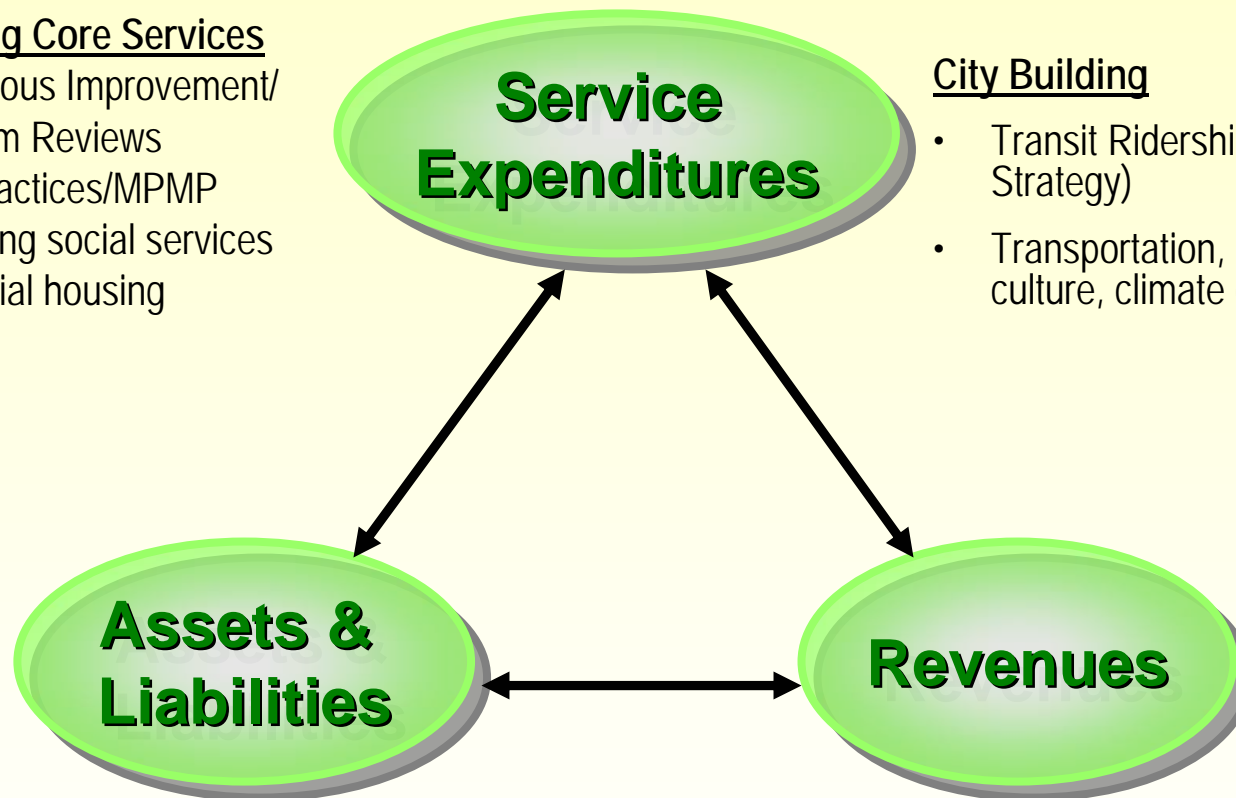 g Core Services
ous Improvement/
m Reviews
actices/MPMP
ng social services
ial housing
Service
Expenditures
City Building
• Transit Ridershi
Strategy)
• Transportation,
culture, climate
Assets &
Liabilities
Revenues